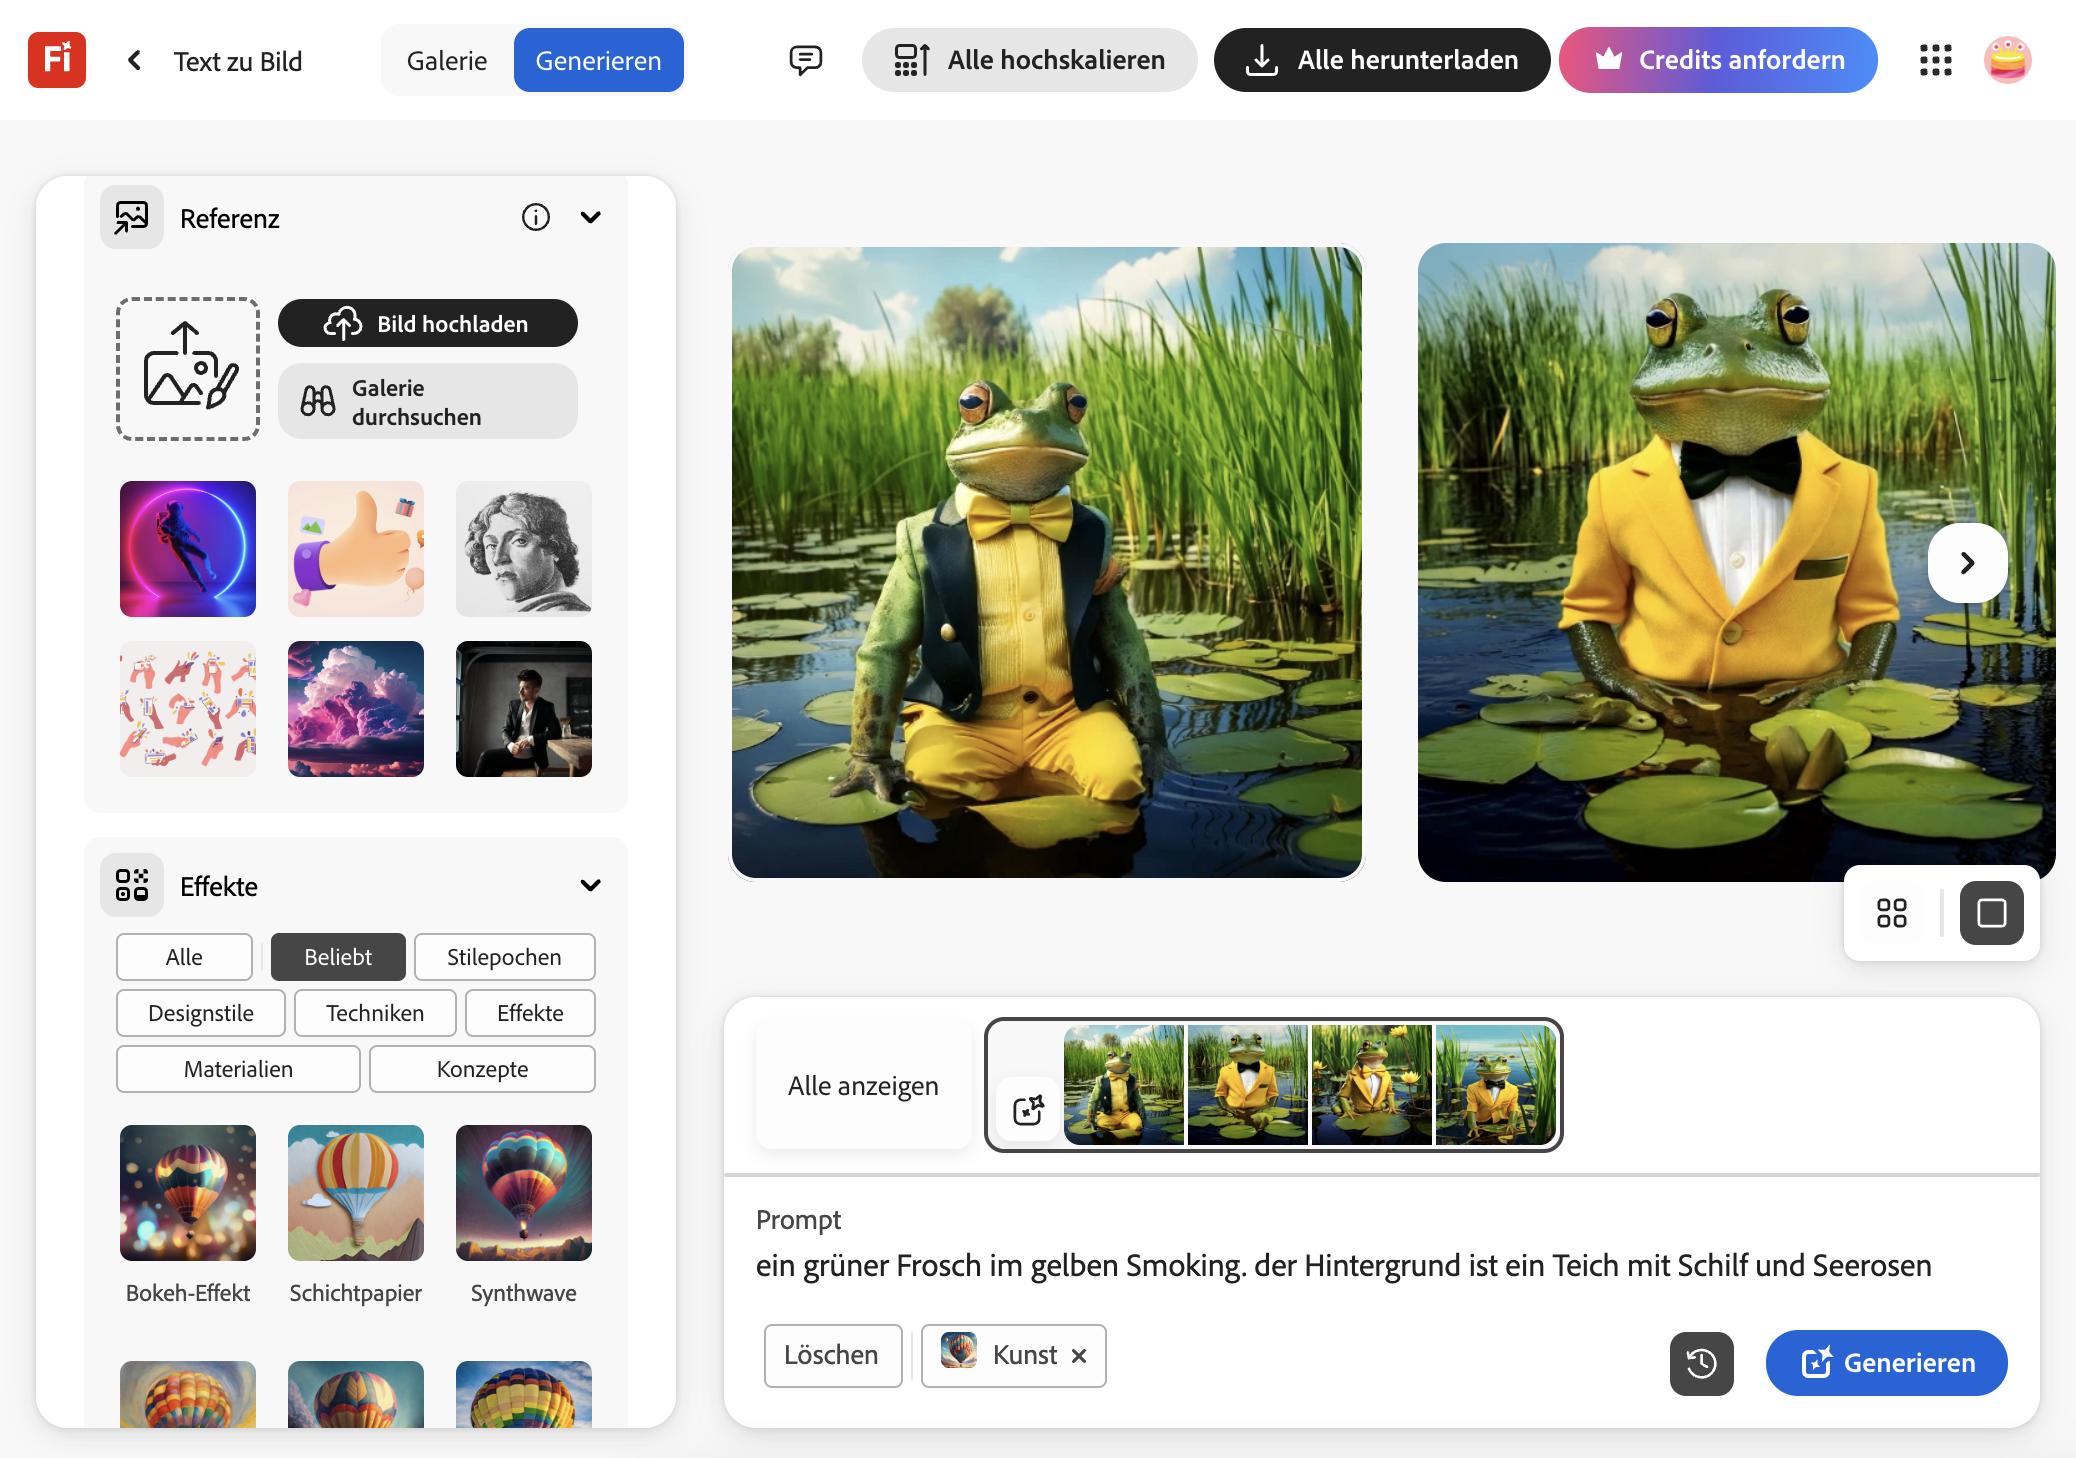 Fi
Text zu Bild
Galerie
Generieren
Alle hochskalieren
Alle herunterladen
Credits anfordern
Referenz
Bild hochladen
Galerie
durchsuchen
Effekte
Alle
Beliebt
Stilepochen
Designstile
Techniken
Effekte
Materialien
Konzepte
Bokeh-Effekt
Schichtpapier
Synthwave
Alle anzeigen
Prompt
ein grüner Frosch im gelben Smoking. der Hintergrund ist ein Teich mit Schilf und Seerosen
Löschen
Kunst
Generieren